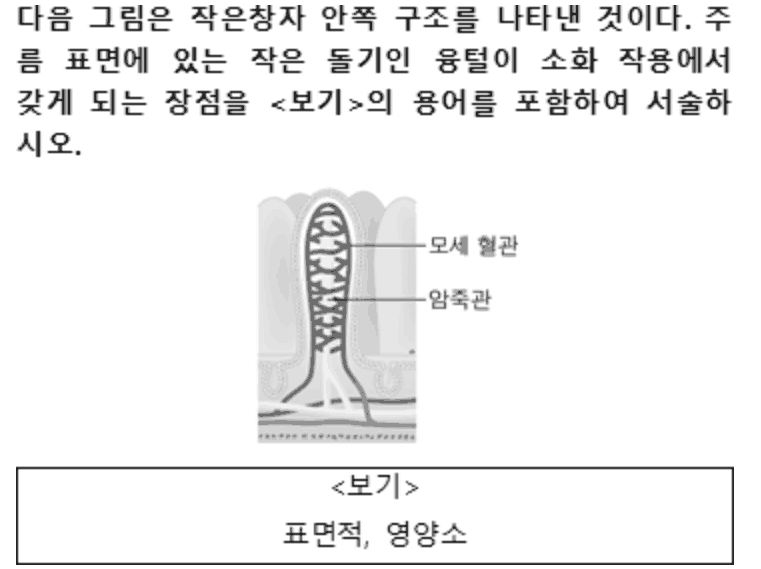 다음 그림은 작은창자 안쪽 구조를 나타낸 것이다. 주
름 표면에 있는 작은 돌기인 융털이 소화 작용에서
갖게 되는 장점을 <보기>의 용어를 포함하여 서술하
시오.
모세 혈관
암죽관
<보기>
표면적, 영양소